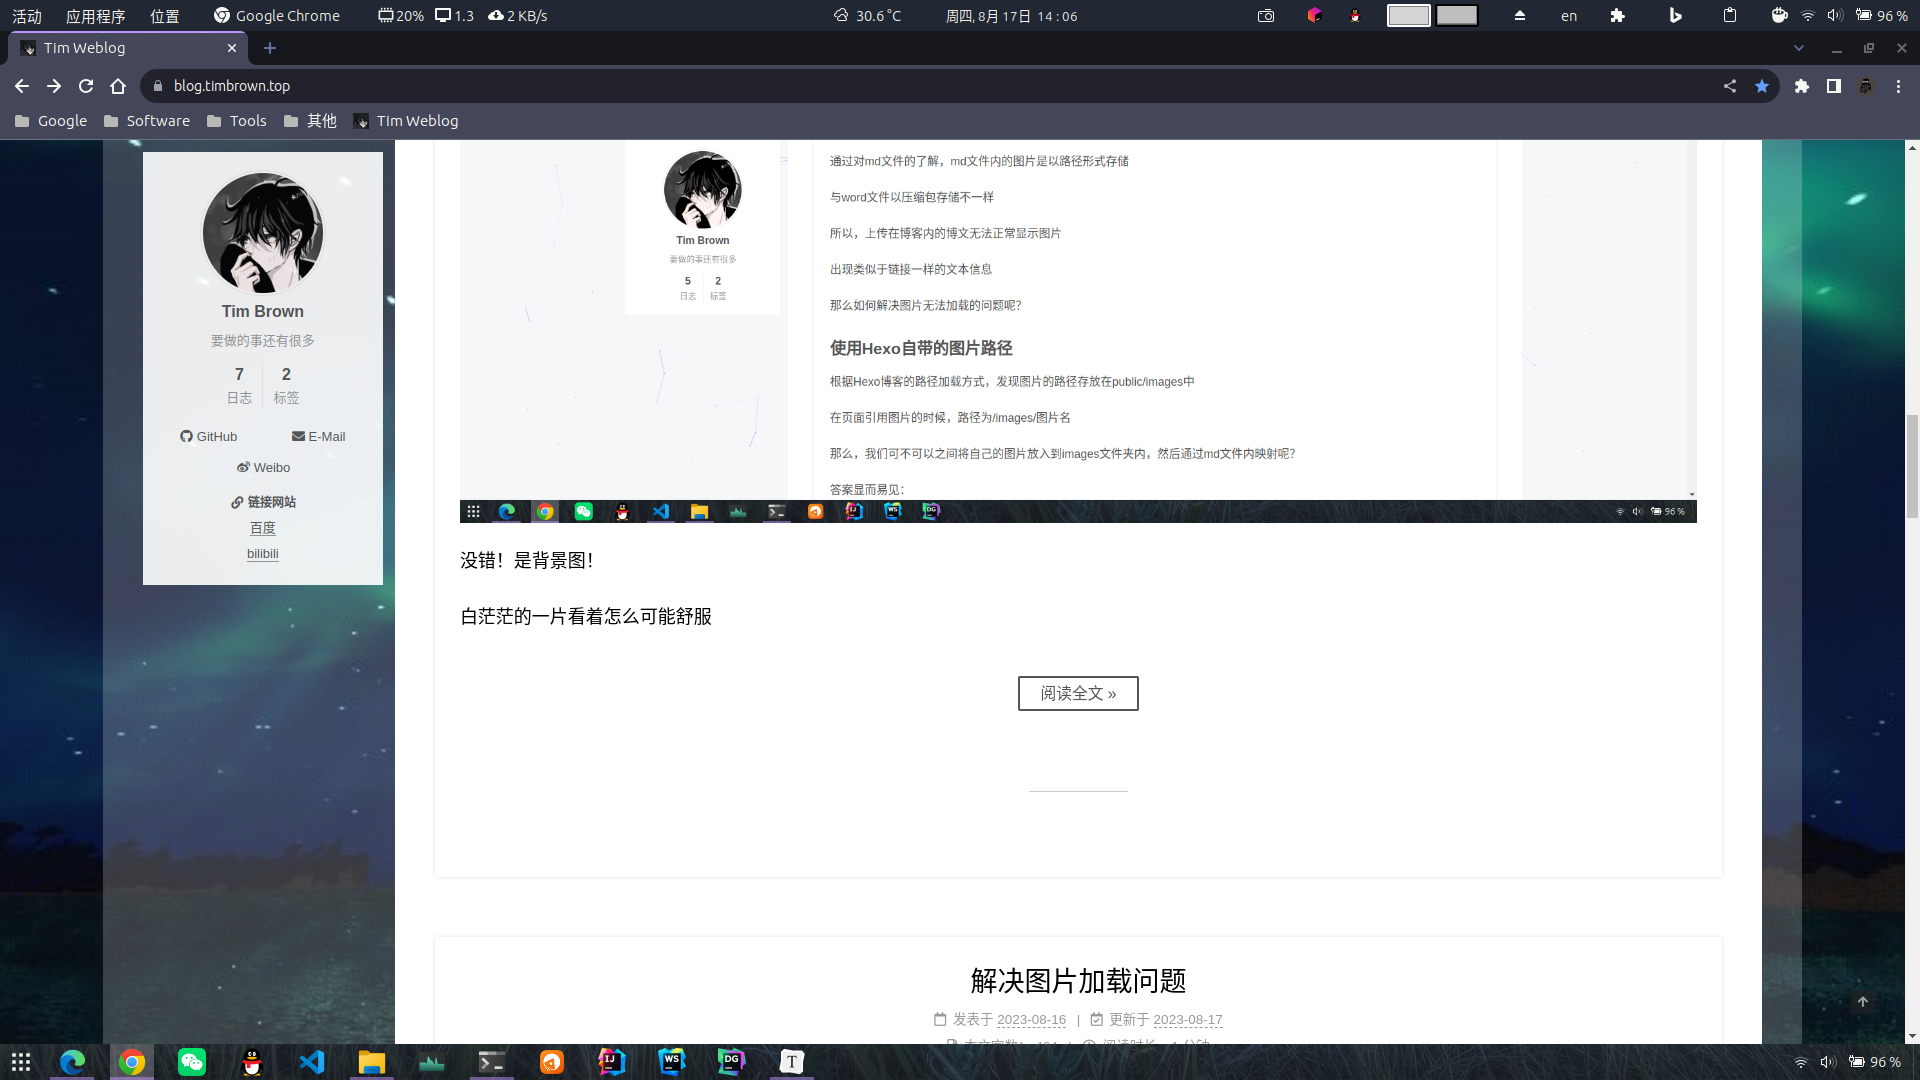 活动 应用程序 位置 Google Chrome 20% 1.3 2 KB/s 30.6 °C 周四, 8月 17日 14 : 06 en 96 %
TIm Weblog
blog.timbrown.top
Google Software Tools 其他 TIm Weblog
Tim Brown
要做的事还有很多
7 2
日志 标签
GitHub E-Mail
Weibo
链接网站
百度
bilibili
Tim Brown
要做的事还有很多
5 2
日志 标签
通过对md文件的了解，md文件内的图片是以路径形式存储
与word文件以压缩包存储不一样
所以，上传在博客内的博文无法正常显示图片
出现类似于链接一样的文本信息
那么如何解决图片无法加载的问题呢？
使用Hexo自带的图片路径
根据Hexo博客的路径加载方式，发现图片的路径存放在public/images中
在页面引用图片的时候，路径为/images/图片名
那么，我们可不可以之间将自己的图片放入到images文件夹内，然后通过md文件内映射呢？
答案显而易见：
96 %
没错！是背景图！
白茫茫的一片看着怎么可能舒服
阅读全文 »
解决图片加载问题
发表于 2023-08-16 | 更新于 2023-08-17
96 %